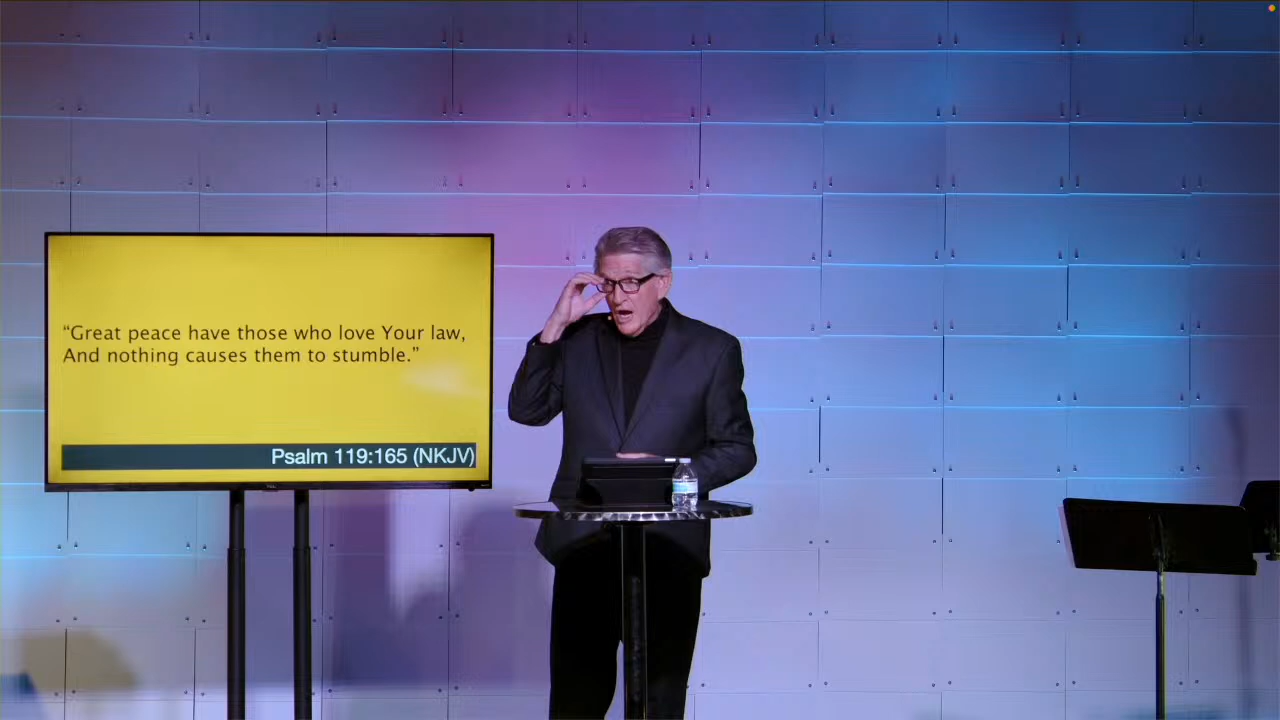 “Great peace have those who love Your law,
And nothing causes them to stumble.”
Psalm 119:165 (NKJV)